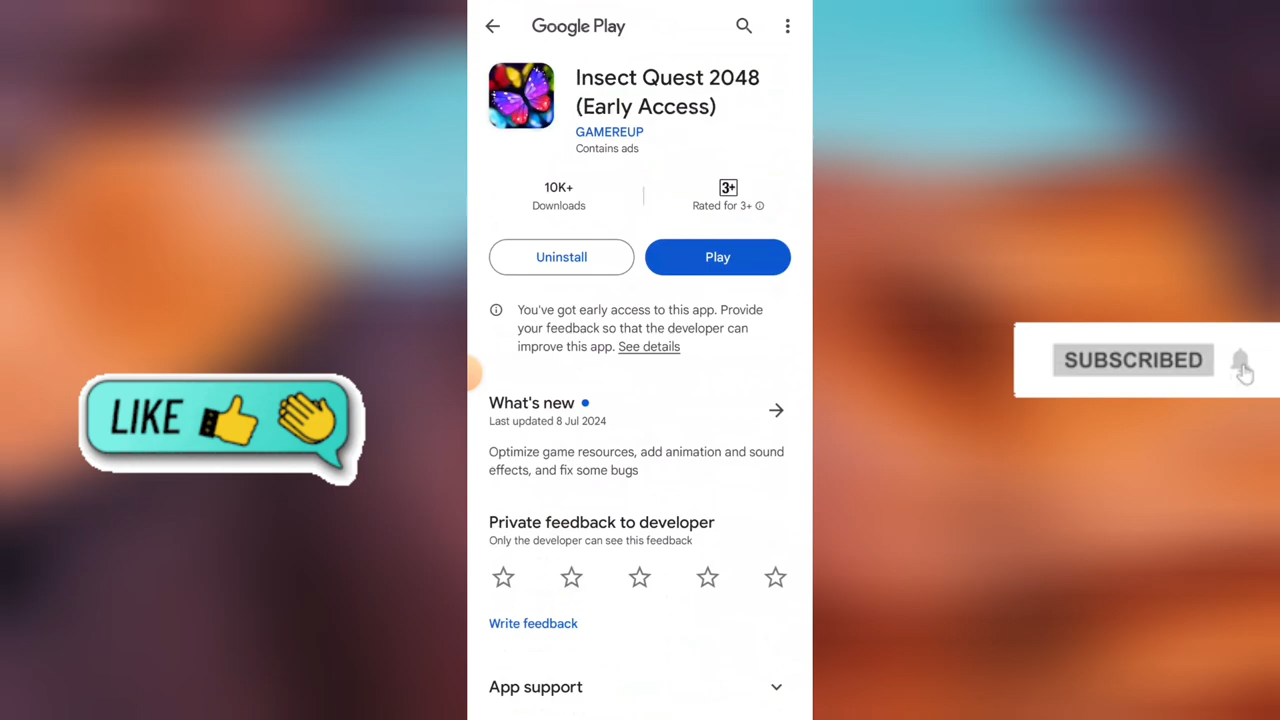 Google Play
Insect Quest 2048
(Early Access)
GAMEREUP
Contains ads
10K+
Downloads
3+
Rated for 3+
Uninstall
Play
You've got early access to this app. Provide
your feedback so that the developer can
improve this app. See details
LIKE
SUBSCRIBED
What's new
Last updated 8 Jul 2024
Optimize game resources, add animation and sound
effects, and fix some bugs
Private feedback to developer
Only the developer can see this feedback
Write feedback
App support